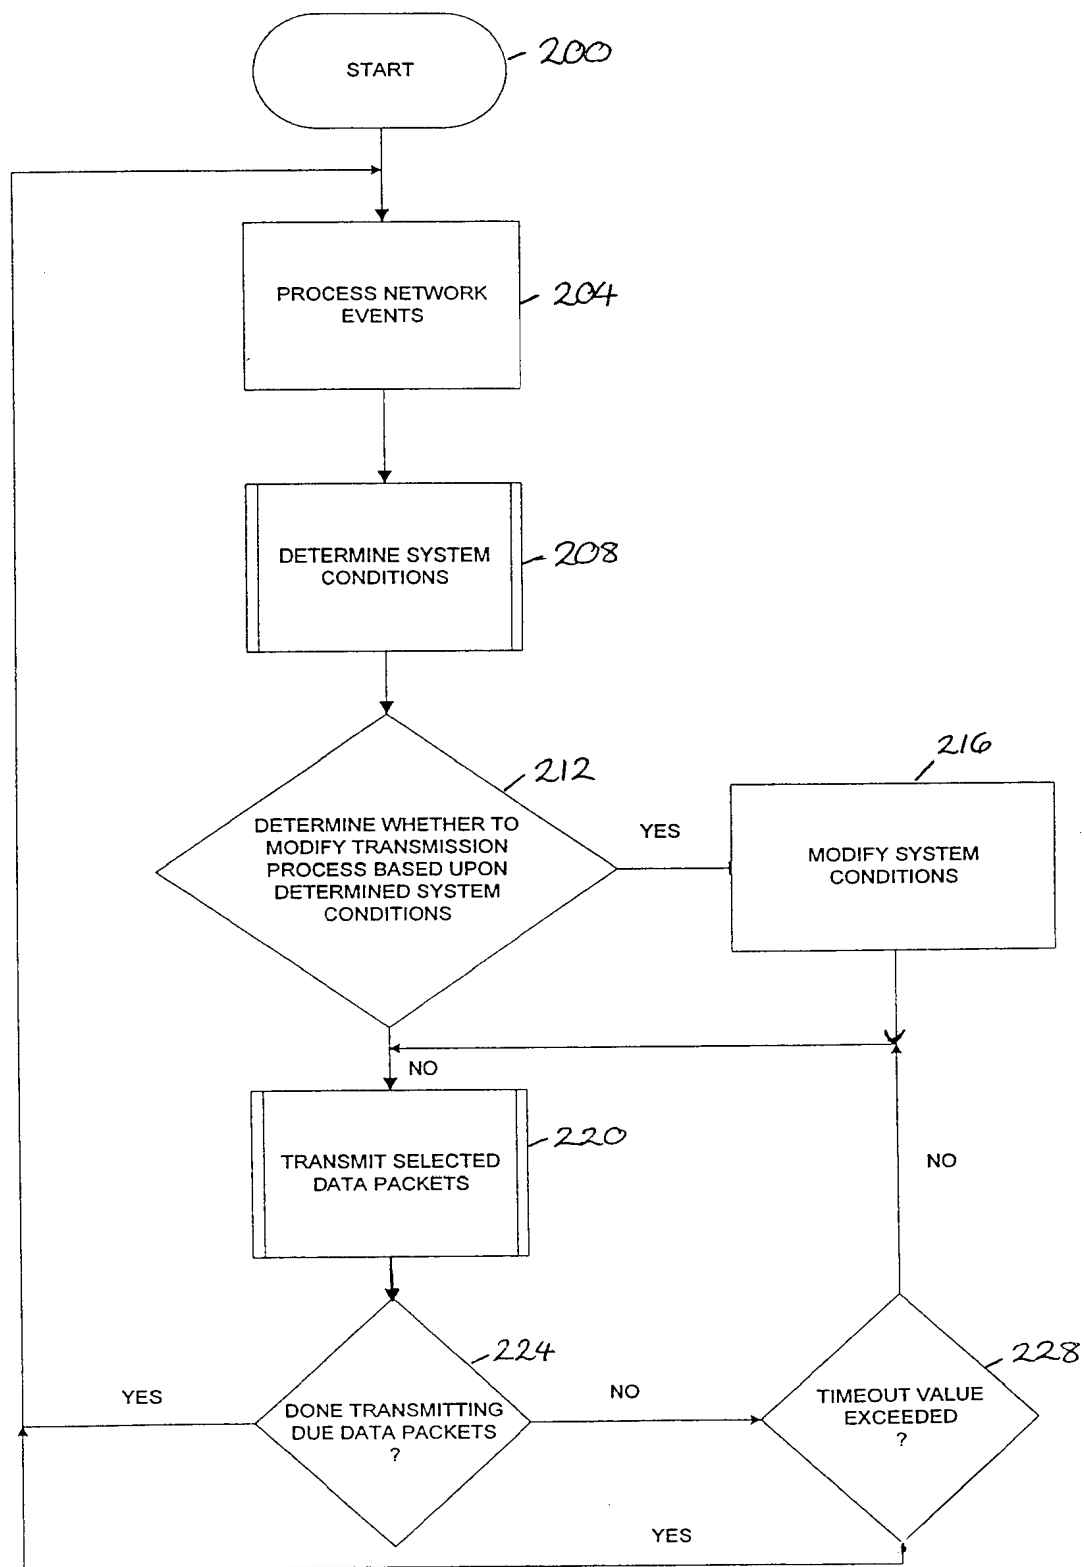 START
200
PROCESS NETWORK
EVENTS
204
DETERMINE SYSTEM
CONDITIONS
208
212
DETERMINE WHETHER TO
MODIFY TRANSMISSION
PROCESS BASED UPON
DETERMINED SYSTEM
CONDITIONS
YES
216
MODIFY SYSTEM
CONDITIONS
NO
TRANSMIT SELECTED
DATA PACKETS
220
NO
224
DONE TRANSMITTING
DUE DATA PACKETS
?
YES
NO
228
TIMEOUT VALUE
EXCEEDED
?
YES